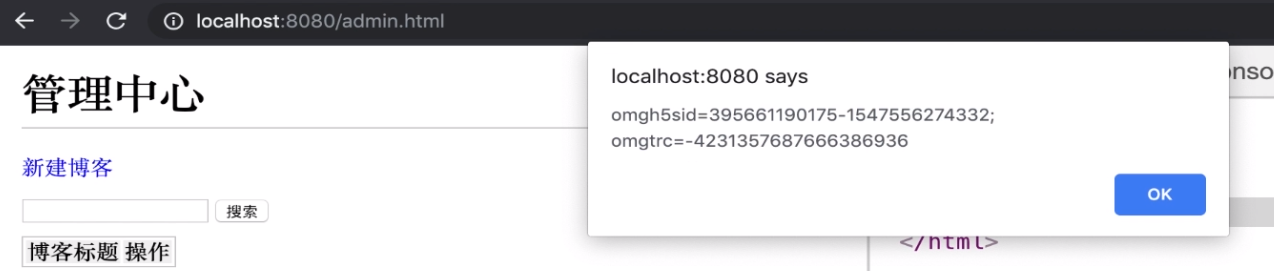 localhost:8080/admin.html
管理中心
新建博客
搜索
博客标题 操作
localhost:8080 says
omgh5sid=395661190175-1547556274332;
omgtrc=-4231357687666386936
OK
</html>